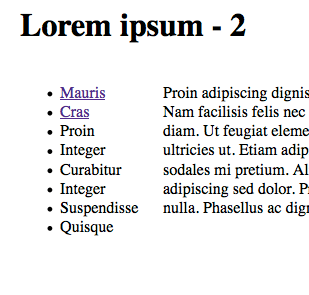 Lorem ipsum - 2
Mauris
Cras
Proin
Integer
Curabitur
Integer
Suspendisse
Quisque
Proin adipiscing dignis
Nam facilisis felis nec
diam. Ut feugiat eleme
ultricies ut. Etiam adip
sodales mi pretium. Al
adipiscing sed dolor. P
nulla. Phasellus ac dign